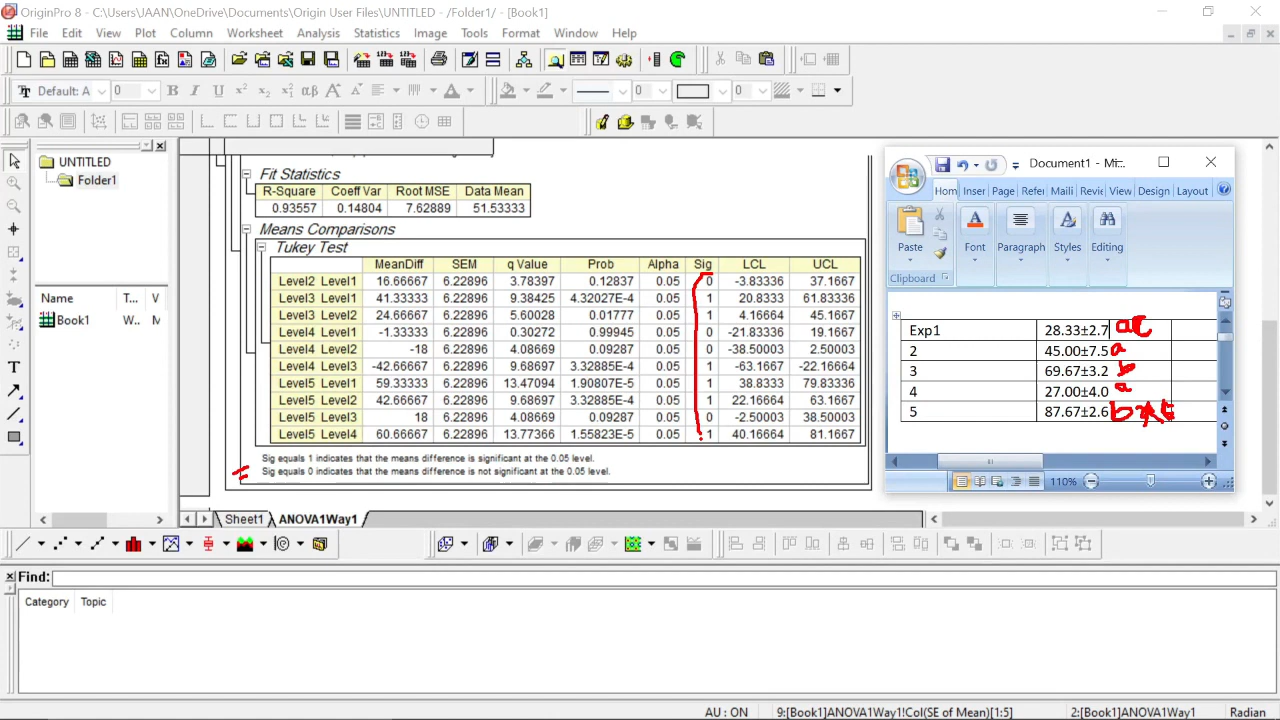 OriginPro 8 - C:\Users\JAAN\OneDrive\Documents\Origin User Files\UNTITLED - /Folder1/ - [Book1]
File Edit View Plot Column Worksheet Analysis Statistics Image Tools Format Window Help
Default: A 0 B I U αβ 0 0
UNTITLED
Folder1
Name T... V
Book1 W... M
Fit Statistics
R-Square Coeff Var Root MSE Data Mean
0.93557 0.14804 7.62889 51.53333
Means Comparisons
Tukey Test
MeanDiff SEM q Value Prob Alpha Sig LCL UCL
Level2 Level1 16.66667 6.22896 3.78397 0.12837 0.05 0 -3.83336 37.1667
Level3 Level1 41.33333 6.22896 9.38425 4.32027E-4 0.05 1 20.8333 61.83336
Level3 Level2 24.66667 6.22896 5.60028 0.01777 0.05 1 4.16664 45.1667
Level4 Level1 -1.33333 6.22896 0.30272 0.99945 0.05 0 -21.83334 19.1667
Level4 Level2 -18 6.22896 4.08669 0.09287 0.05 0 -38.50003 2.50003
Level4 Level3 -42.66667 6.22896 9.68697 3.32885E-4 0.05 1 -63.1667 -22.16664
Level5 Level1 59.33333 6.22896 13.47094 1.90807E-5 0.05 1 38.8333 79.83336
Level5 Level2 42.66667 6.22896 9.68697 3.32885E-4 0.05 1 22.16664 63.1667
Level5 Level3 18 6.22896 4.08669 0.09287 0.05 0 -2.50003 38.50003
Level5 Level4 60.66667 6.22896 13.77366 1.55823E-5 0.05 1 40.16664 81.1667
Sig equals 1 indicates that the means difference is significant at the 0.05 level.
Sig equals 0 indicates that the means difference is not significant at the 0.05 level.
Sheet1 ANOVA1Way1
Document1 - Mi...
Hom Inser Page Refer Maili Revie View Design Layout
Paste Font Paragraph Styles Editing
Clipboard
Exp1 28.33±2.7 ac
2 45.00±7.5 a
3 69.67±3.2 b
4 27.00±4.0 a
5 87.67±2.6 b
110%
Find:
Category Topic
AU : ON 9:[Book1]ANOVA1Way1!Col(SE of Mean)[1:5] 2:[Book1]ANOVA1Way1 Radian